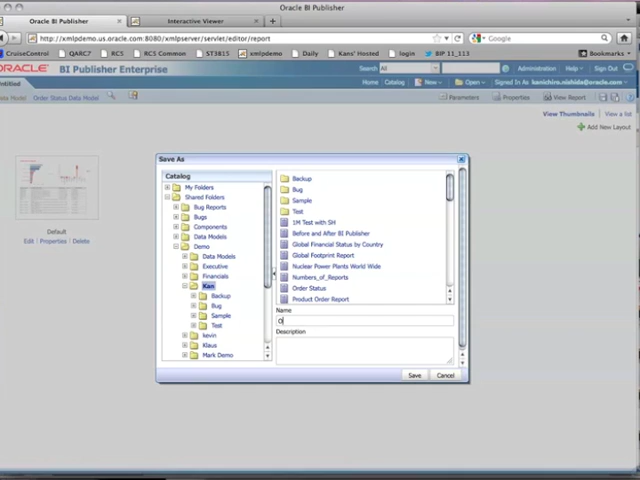 Oracle BI Publisher
Oracle BI Publisher
Interactive Viewer
http://xmlpdemo.us.oracle.com:8080/xmlpserver/servlet/editor/report
Google
CruiseControl QARC7 RC5 RC5 Common ST3815 xmlpdemo Daily Kans' Hosted login BIP 11_113 Bookmarks
ORACLE BI Publisher Enterprise
Search All Administration Help Sign Out
Home Catalog New Open Signed In As kanichiro.nishida@oracle.com
Order Status Data Model Parameters Properties View Report
View Thumbnails View a list
Add New Layout
Default
Edit Properties Delete
Save As
Catalog
My Folders
Shared Folders
Bug Reports
Bugs
Components
Data Models
Demo
Data Models
Executive
Financials
Kan
Backup
Bug
Sample
Test
kevin
Klaus
Mark Demo
Backup
Bug
Sample
Test
1M Test with SH
Before and After BI Publisher
Global Financial Status by Country
Global Footprint Report
Nuclear Power Plants World Wide
Numbers_of_Reports
Order Status
Product Order Report
Name
O
Description
Save Cancel